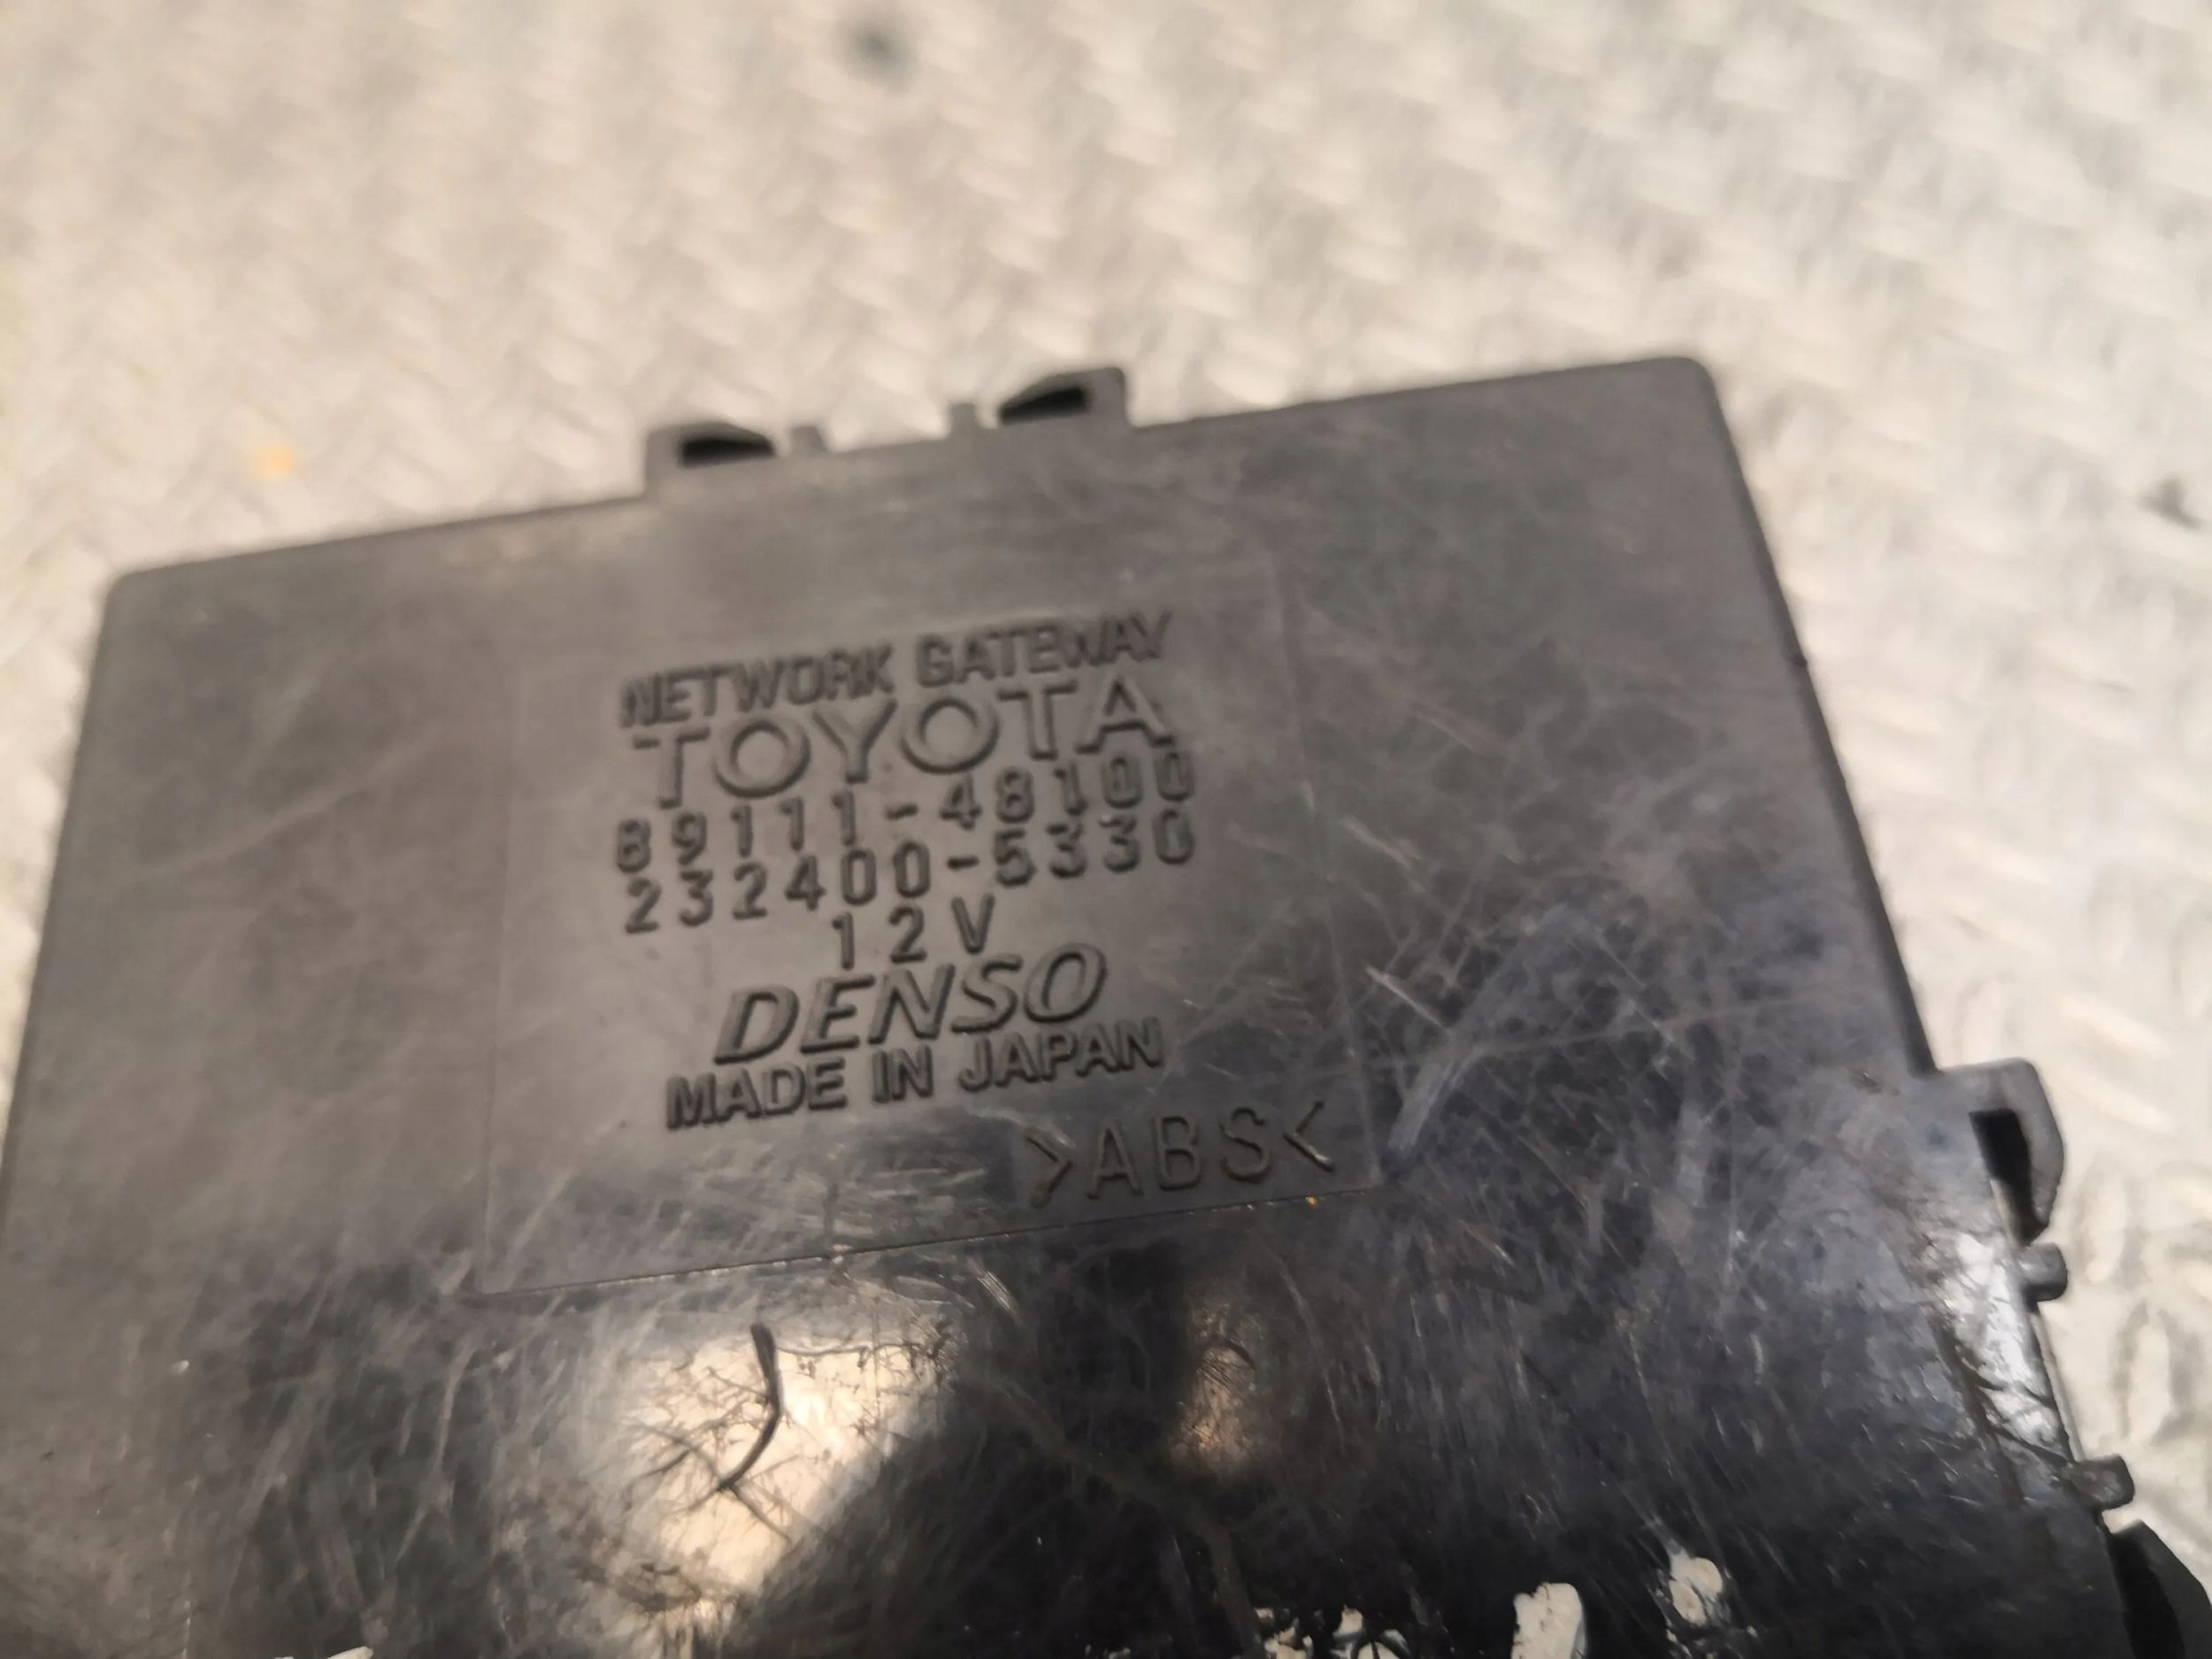 NETWORK GATEWAY
TOYOTA
89111-48100
232400-5330
12V
DENSO
MADE IN JAPAN
>ABS<